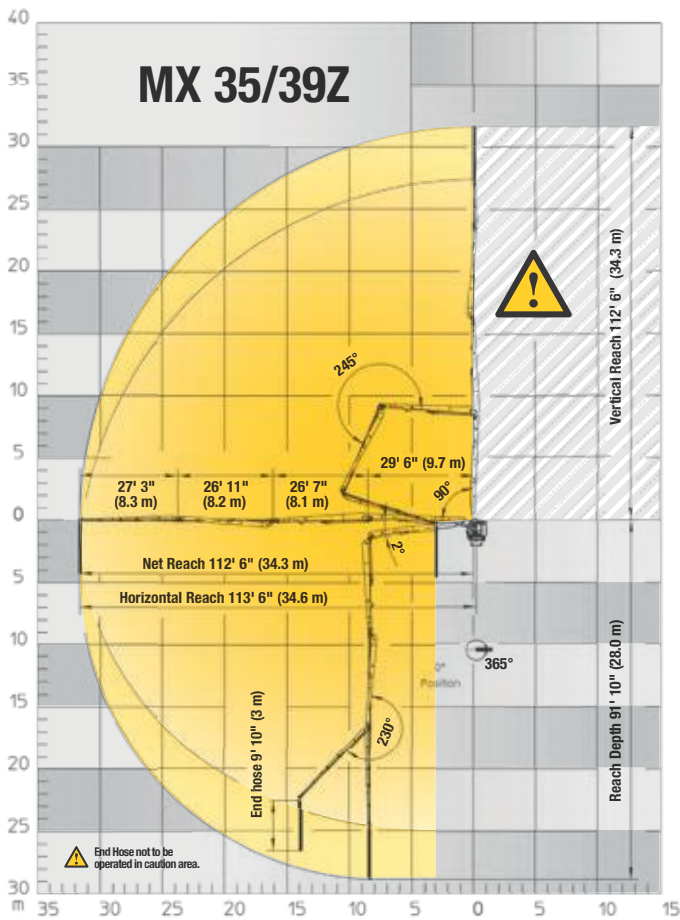 40
MX 35/39Z
35
30
25
20
15
10
5
0
5
10
15
20
25
30
m
35
30
25
20
15
10
5
0
5
10
15
Vertical Reach 112' 6" (34.3 m)
245°
29' 6" (9.7 m)
27' 3"
(8.3 m)
26' 11"
(8.2 m)
26' 7"
(8.1 m)
90°
2°
Net Reach 112' 6" (34.3 m)
Horizontal Reach 113' 6" (34.6 m)
0°
Position
365°
Reach Depth 91' 10" (28.0 m)
230°
End hose 9' 10" (3 m)
End Hose not to be
operated in caution area.